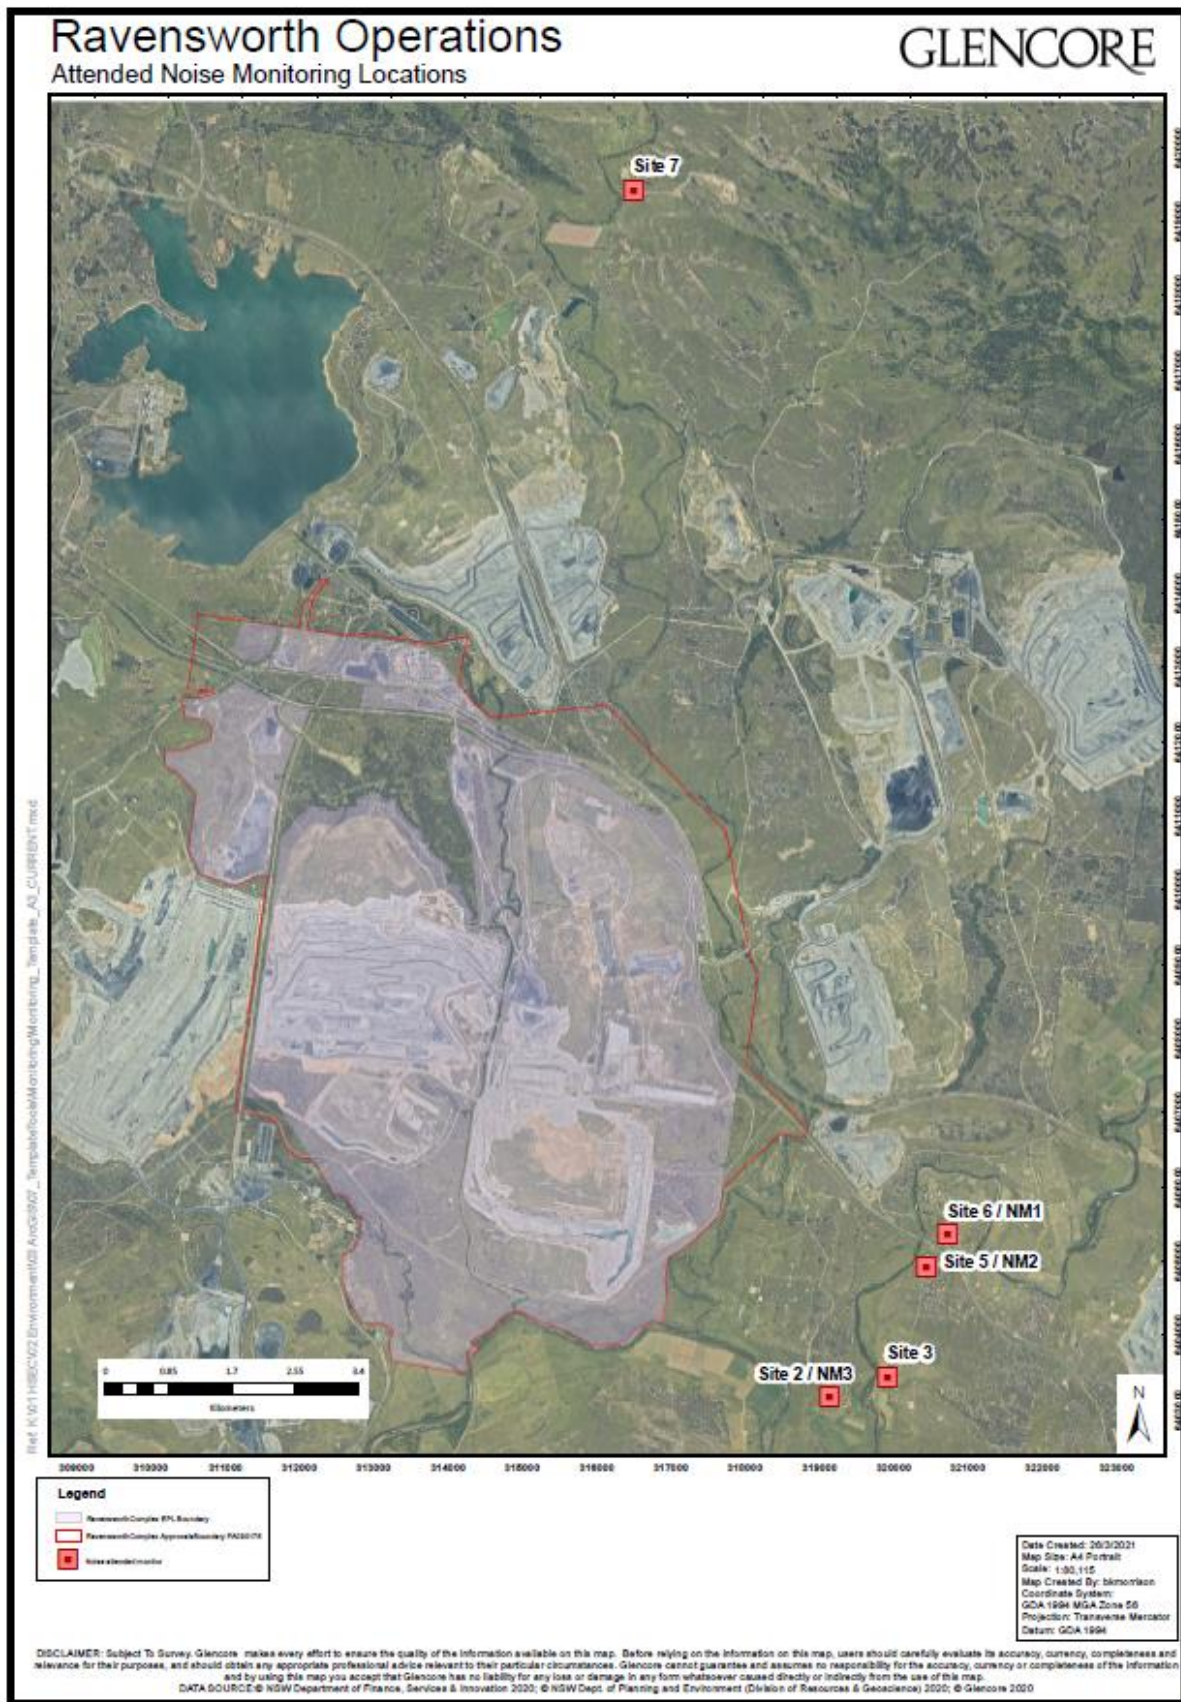 Ravensworth Operations
Attended Noise Monitoring Locations
GLENCORE
Site 7
Site 6 / NM1
Site 5 / NM2
Site 3
Site 2 / NM3
0 0.85 1.7 2.55 3.4
Kilometers
N
309000 310000 311000 312000 313000 314000 315000 316000 317000 318000 319000 320000 321000 322000 323000
Legend
Ravensworth Complex EPL Boundary
Ravensworth Complex Approvals Boundary
Noise attended monitor
Date Created: 26/3/2021
Map Size: A4 Portrait
Scale:
Map Created By: bkmorrison
Coordinate System:
GDA 1994 MGA Zone 56
Projection: Transverse Mercator
Datum: GDA 1994
DISCLAIMER: Subject To Survey. Glencore makes every effort to ensure the quality of the information available on this map. Before relying on the information on this map, users should carefully evaluate its accuracy, currency, completeness and
relevance for their purposes, and should obtain any appropriate professional advice relevant to their particular circumstances. Glencore cannot guarantee and assumes no responsibility for the accuracy, currency or completeness of the information
and by using this map you accept that Glencore has no liability for any loss or damage in any form whatsoever caused directly or indirectly from the use of this map.
DATA SOURCE:© NSW Department of Finance, Services & Innovation 2020; © NSW Dept. of Planning and Environment (Division of Resources & Geoscience) 2020; © Glencore 2020